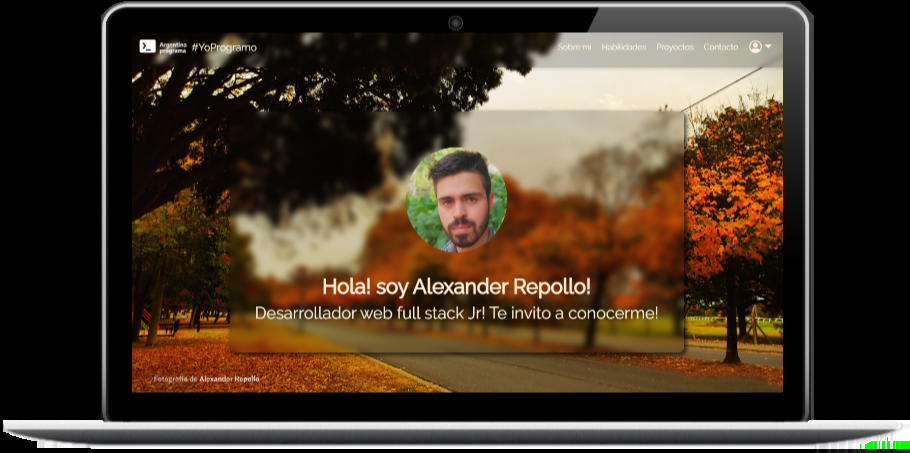 Argentina
programa
#YoProgramo
Sobre mi Habilidades Proyectos Contacto
Hola! soy Alexander Repollo!
Desarrollador web full stack Jr! Te invito a conocerme!
Fotografía de Alexander Repollo